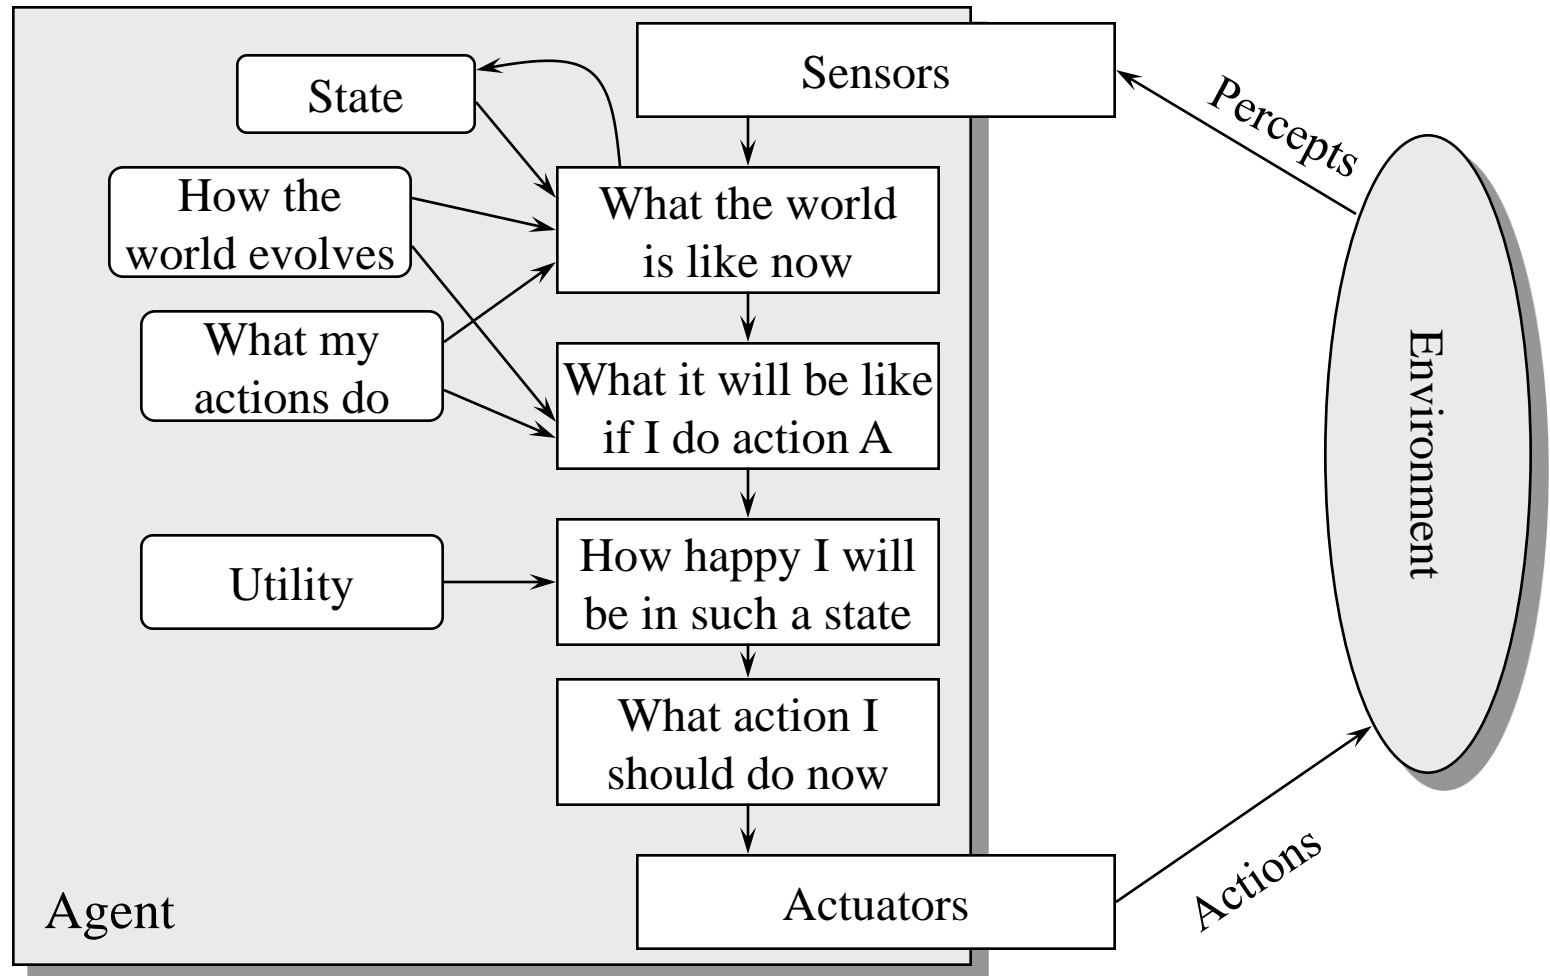 Sensors
State
Percepts
How the
world evolves
What the world
is like now
What my
actions do
What it will be like
if I do action A
Environment
Utility
How happy I will
be in such a state
What action I
should do now
Agent
Actuators
Actions